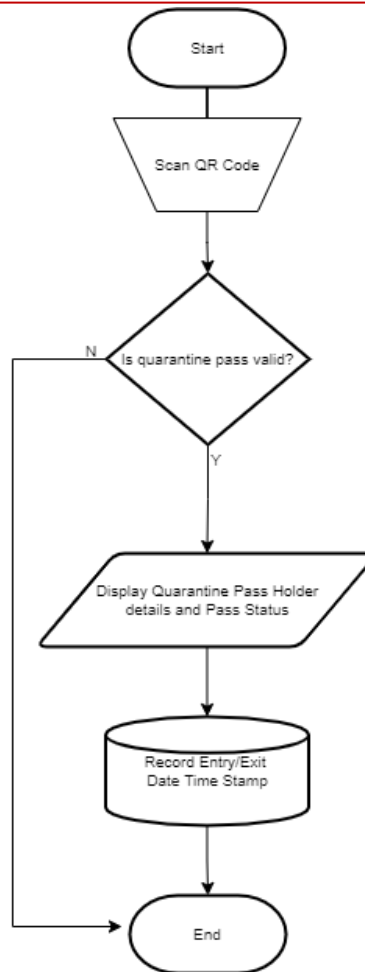 Start
Scan QR Code
N
Is quarantine pass valid?
Y
Display Quarantine Pass Holder
details and Pass Status
Record Entry/Exit
Date Time Stamp
End